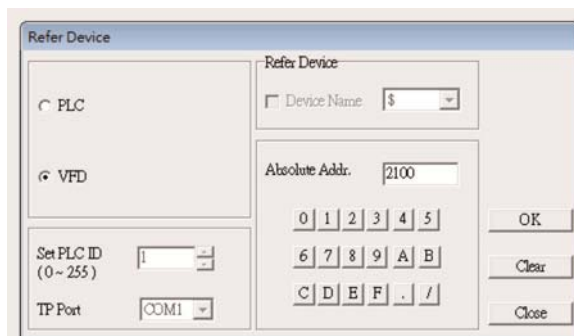 Refer Device
PLC
VFD
Set PLC ID
(0 ~ 255)
1
TP Port
COM1
Refer Device
Device Name
$
Absolute Addr.
2100
0 1 2 3 4 5
6 7 8 9 A B
C D E F . /
OK
Clear
Close